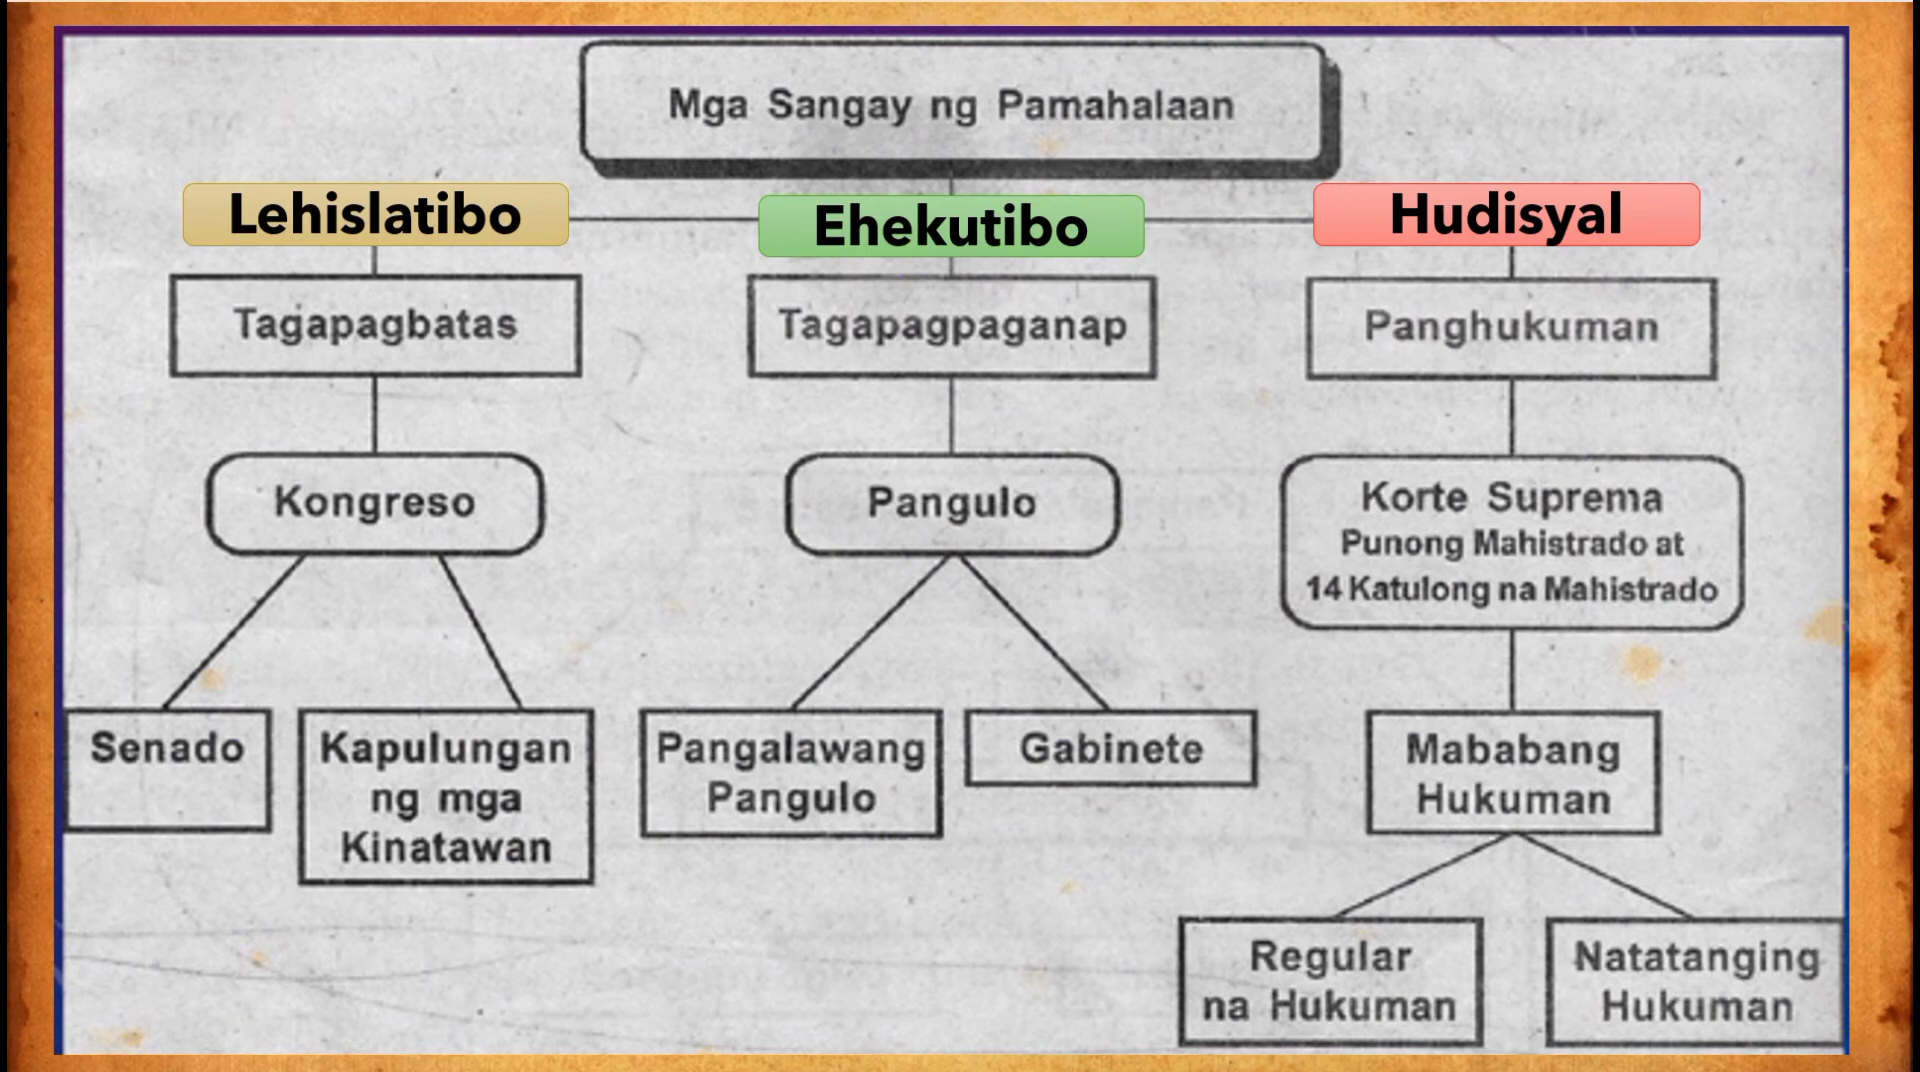 Mga Sangay ng Pamahalaan
Lehislatibo
Ehekutibo
Hudisyal
Tagapagbatas
Tagapagpaganap
Panghukuman
Kongreso
Pangulo
Korte Suprema
Punong Mahistrado at
14 Katulong na Mahistrado
Senado
Kapulungan
ng mga
Kinatawan
Pangalawang
Pangulo
Gabinete
Mababang
Hukuman
Regular
na Hukuman
Natatanging
Hukuman